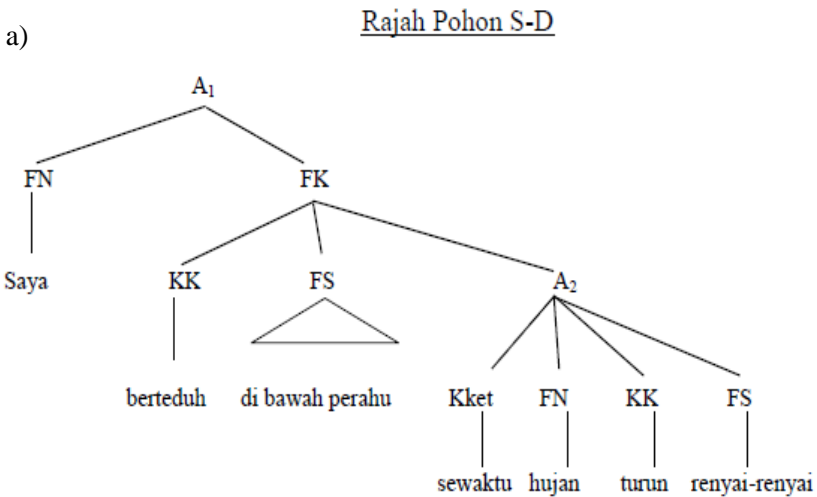 Rajah Pohon S-D
a)
A₁
FN FK
Saya KK FS A₂
berteduh di bawah perahu Kket FN KK FS
sewaktu hujan turun renyai-renyai